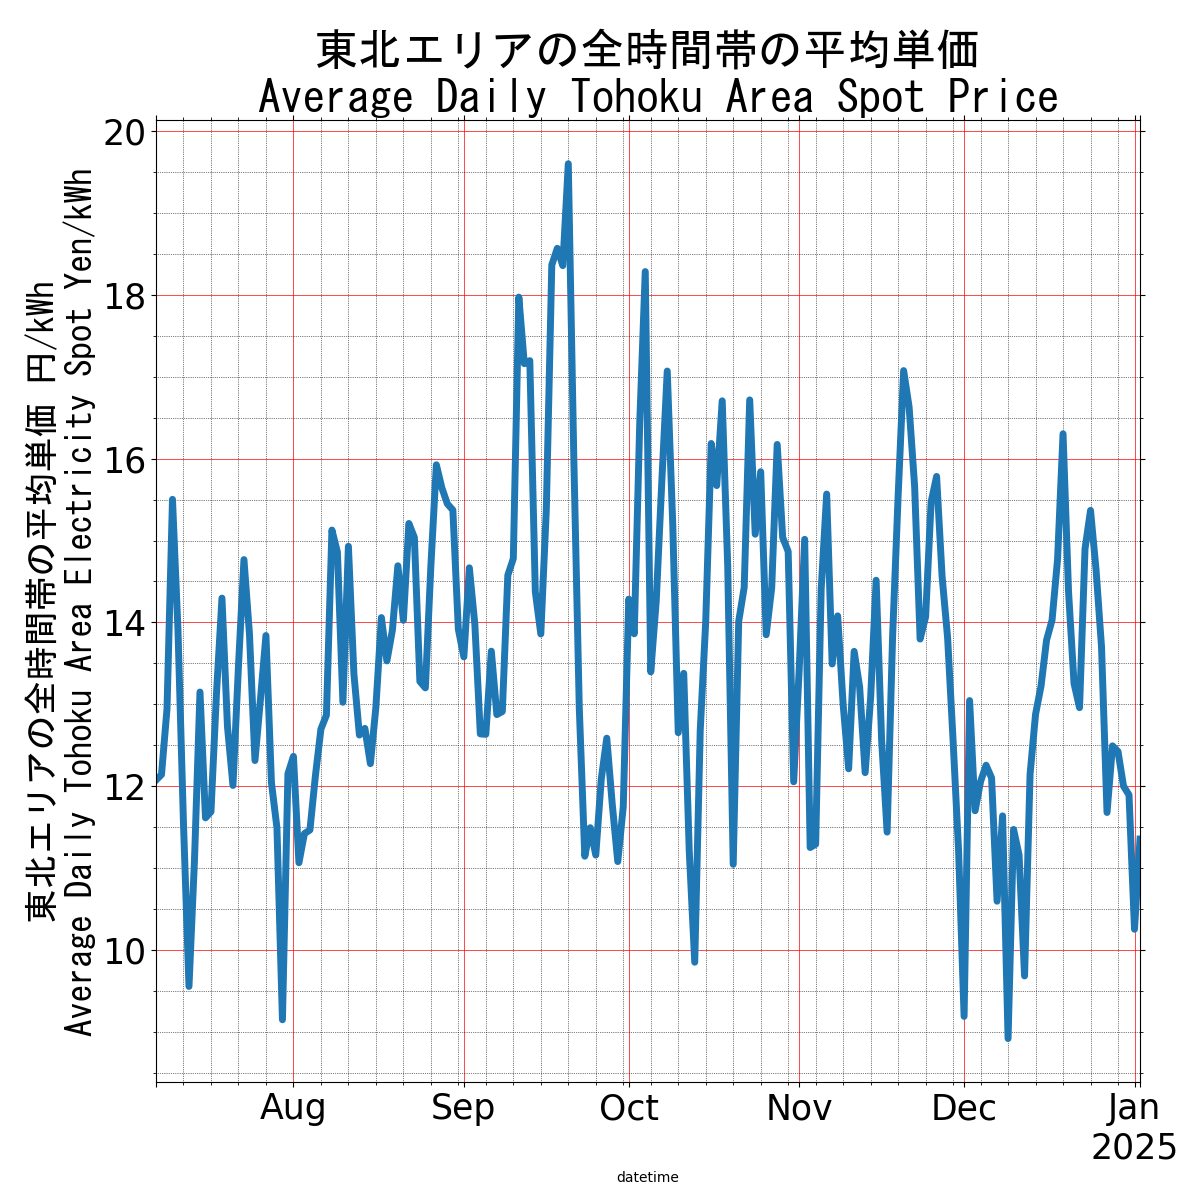 東北エリアの全時間帯の平均単価
Average Daily Tohoku Area Spot Price
東北エリアの全時間帯の平均単価 円/kWh
Average Daily Tohoku Area Electricity Spot Yen/kWh
20
18
16
14
12
10
Aug
Sep
Oct
Nov
Dec
Jan
2025
datetime